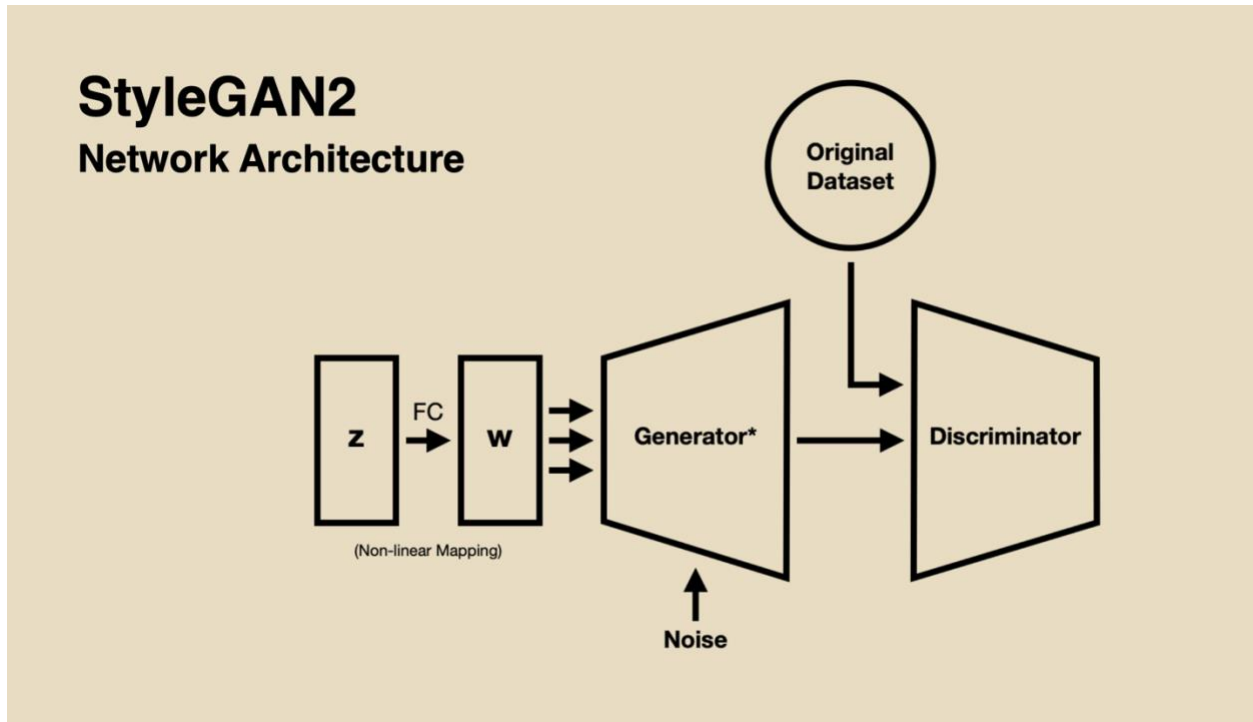 StyleGAN2
Network Architecture
Original
Dataset
z
FC
w
Generator*
Discriminator
(Non-linear Mapping)
Noise